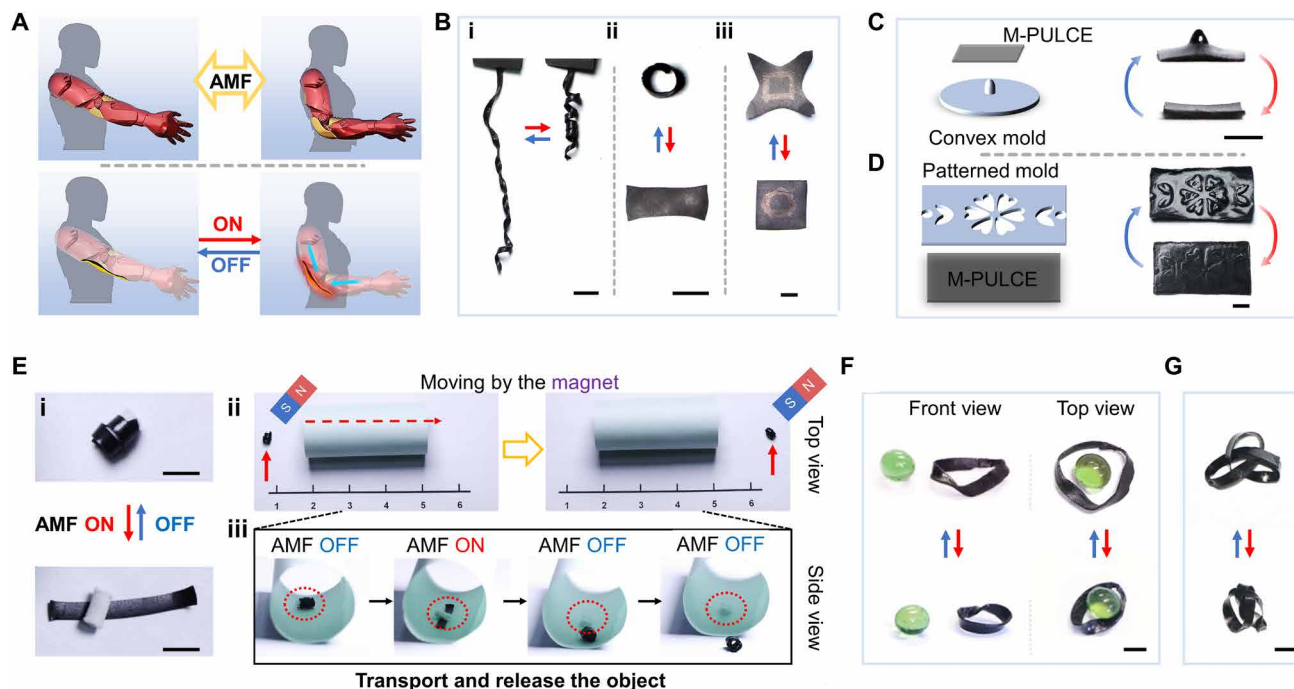 A
AMF
ON
OFF
B
i
ii
iii
C
M-PULCE
Convex mold
D
Patterned mold
M-PULCE
E
i
AMF ON OFF
ii
Moving by the magnet
S N
S N
1 2 3 4 5 6
1 2 3 4 5 6
Top view
iii
AMF OFF
AMF ON
AMF OFF
AMF OFF
Side view
Transport and release the object
F
Front view
Top view
G